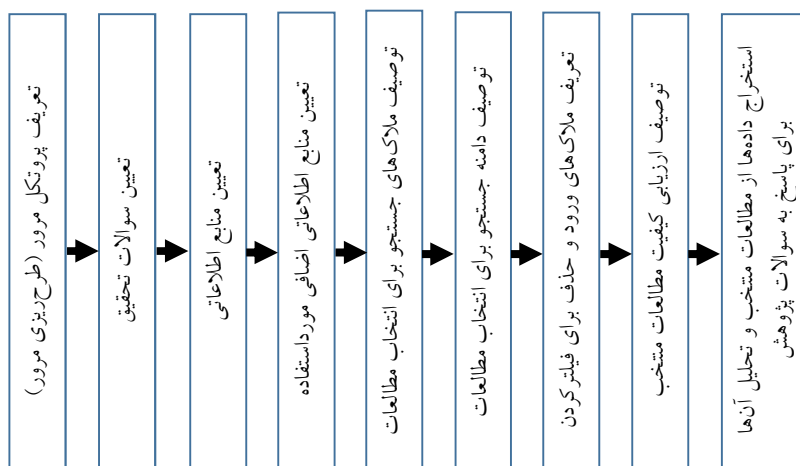 تعریف پروتکل مرور (طرح‌ریزی مرور)
تعیین سوالات تحقیق
تعیین منابع اطلاعاتی
تعیین منابع اطلاعاتی اضافی مورداستفاده
توصیف ملاک‌های جستجو برای انتخاب مطالعات
توصیف دامنه جستجو برای انتخاب مطالعات
تعریف ملاک‌های ورود و حذف برای فیلترکردن
توصیف ارزیابی کیفیت مطالعات منتخب
استخراج داده‌ها از مطالعات منتخب و تحلیل آن‌ها
برای پاسخ به سوالات پژوهش